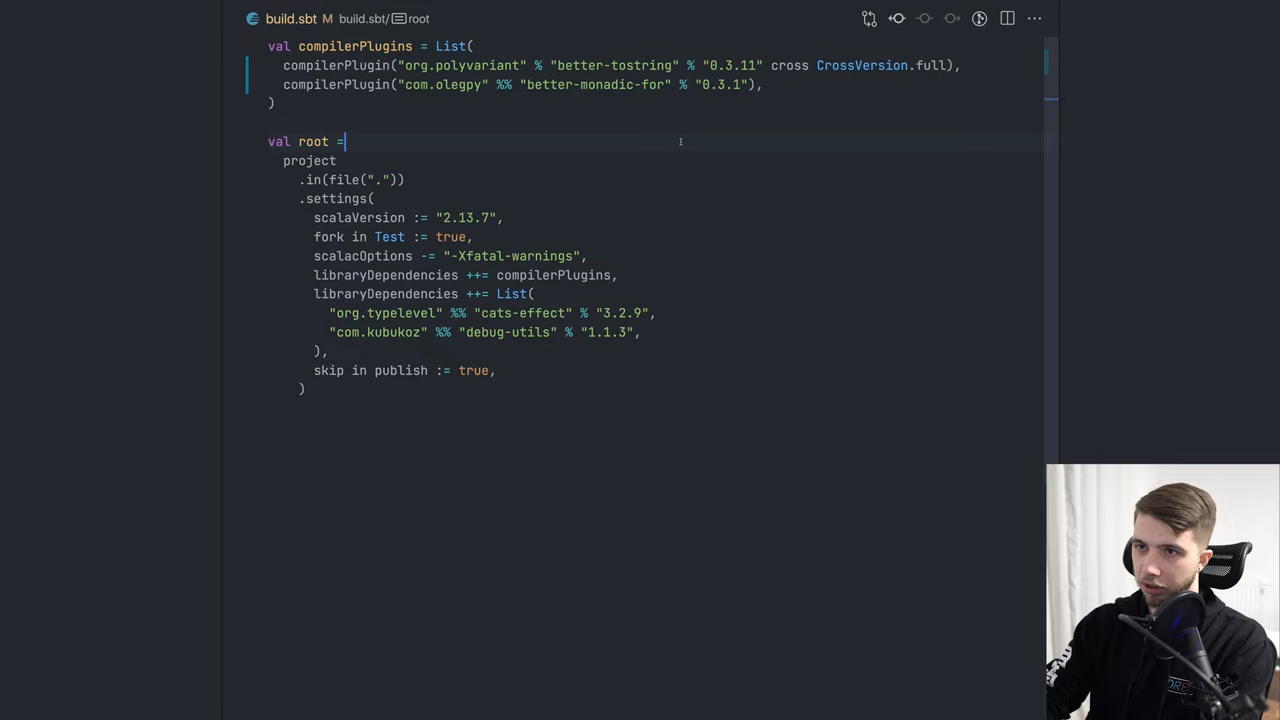 build.sbt M build.sbt/ root
val compilerPlugins = List(
compilerPlugin("org.polyvariant" % "better-tostring" % "0.3.11" cross CrossVersion.full),
compilerPlugin("com.olegpy" %% "better-monadic-for" % "0.3.1"),
)
val root =
project
.in(file("."))
.settings(
scalaVersion := "2.13.7",
fork in Test := true,
scalacOptions -= "-Xfatal-warnings",
libraryDependencies ++= compilerPlugins,
libraryDependencies ++= List(
"org.typelevel" %% "cats-effect" % "3.2.9",
"com.kubukoz" %% "debug-utils" % "1.1.3",
),
skip in publish := true,
)